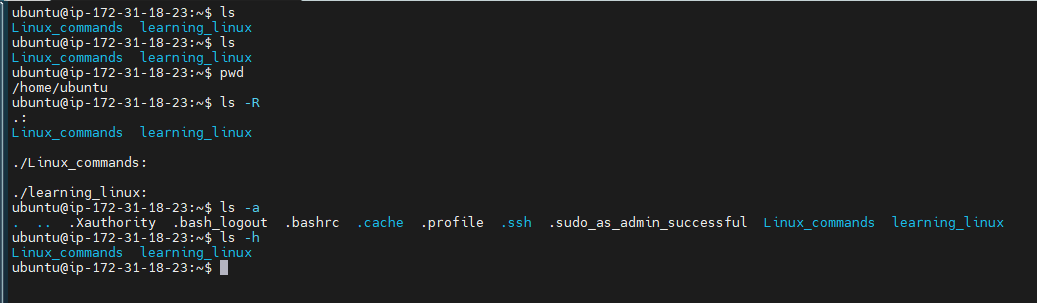 ubuntu@ip-172-31-18-23:~$ ls
Linux_commands  learning_linux
ubuntu@ip-172-31-18-23:~$ ls
Linux_commands  learning_linux
ubuntu@ip-172-31-18-23:~$ pwd
/home/ubuntu
ubuntu@ip-172-31-18-23:~$ ls -R
.:
Linux_commands  learning_linux

./Linux_commands:

./learning_linux:
ubuntu@ip-172-31-18-23:~$ ls -a
.  ..  .Xauthority  .bash_logout  .bashrc  .cache  .profile  .ssh  .sudo_as_admin_successful  Linux_commands  learning_linux
ubuntu@ip-172-31-18-23:~$ ls -h
Linux_commands  learning_linux
ubuntu@ip-172-31-18-23:~$